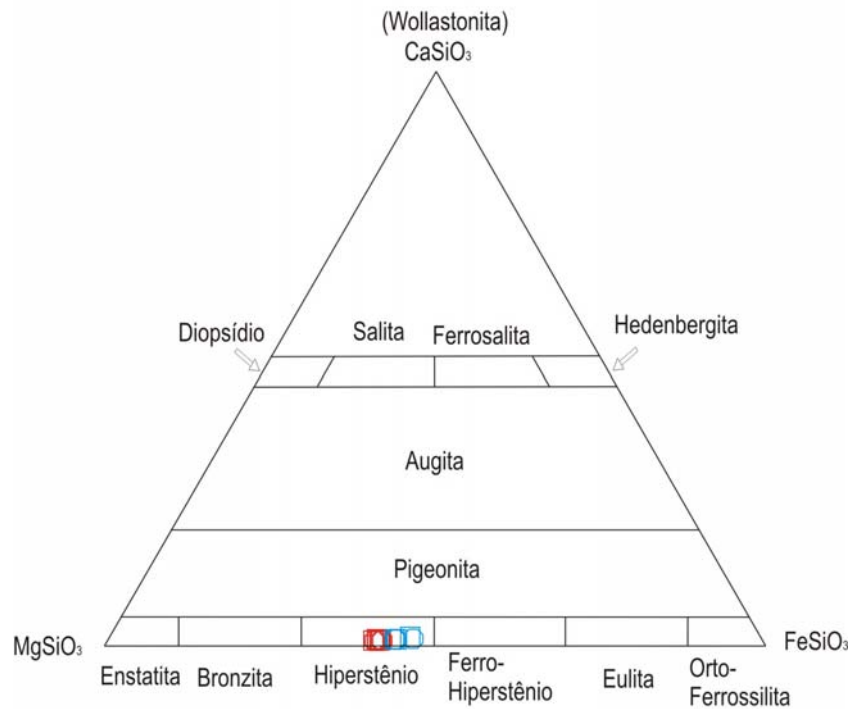 (Wollastonita)
CaSiO₃
Diopsídio
Salita
Ferrosalita
Hedenbergita
Augita
Pigeonita
MgSiO₃
FeSiO₃
Enstatita
Bronzita
Hiperstênio
Ferro-
Hiperstênio
Eulita
Orto-
Ferrossilita